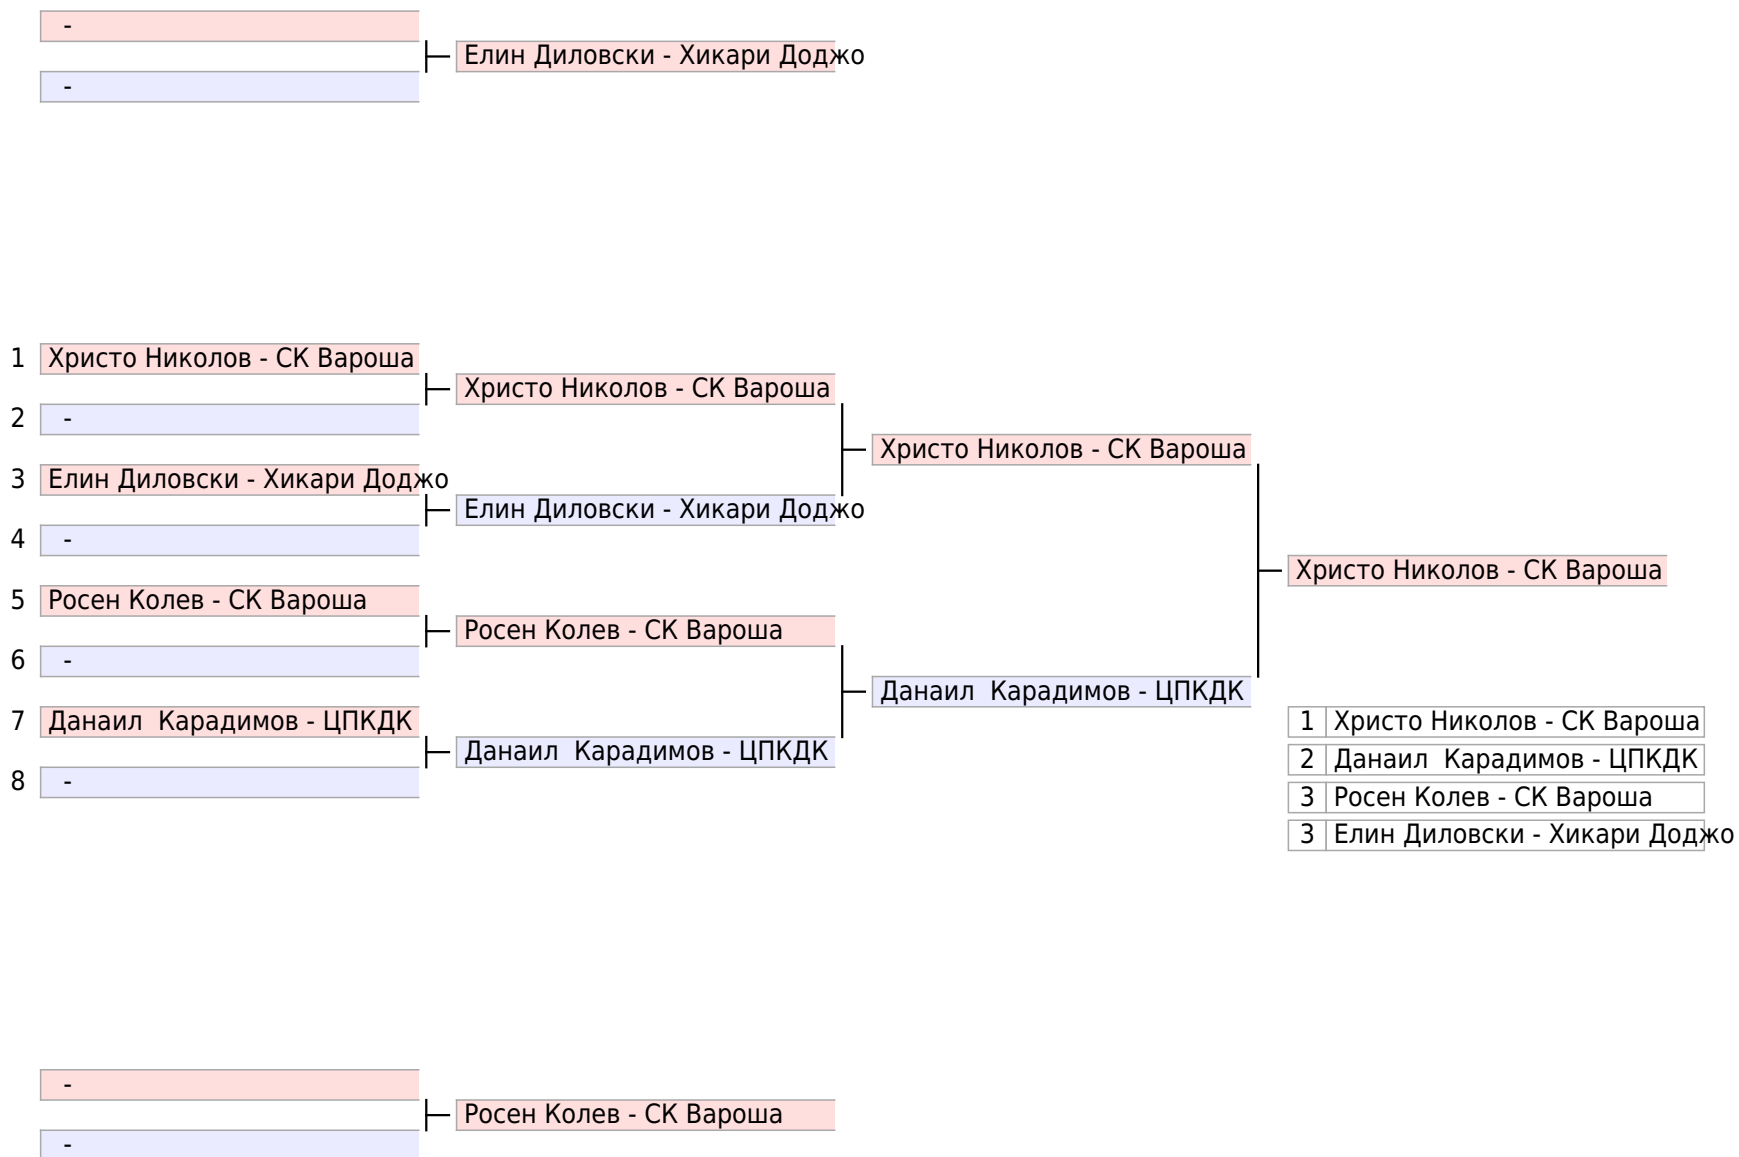 -
Елин Диловски - Хикари Доджо
-
1 Христо Николов - СК Вароша
Христо Николов - СК Вароша
2 -
Христо Николов - СК Вароша
3 Елин Диловски - Хикари Доджо
Елин Диловски - Хикари Доджо
4 -
Христо Николов - СК Вароша
5 Росен Колев - СК Вароша
Росен Колев - СК Вароша
6 -
Данаил  Карадимов - ЦПКДК
7 Данаил  Карадимов - ЦПКДК
Данаил  Карадимов - ЦПКДК
8 -
1 Христо Николов - СК Вароша
2 Данаил  Карадимов - ЦПКДК
3 Росен Колев - СК Вароша
3 Елин Диловски - Хикари Доджо
-
Росен Колев - СК Вароша
-